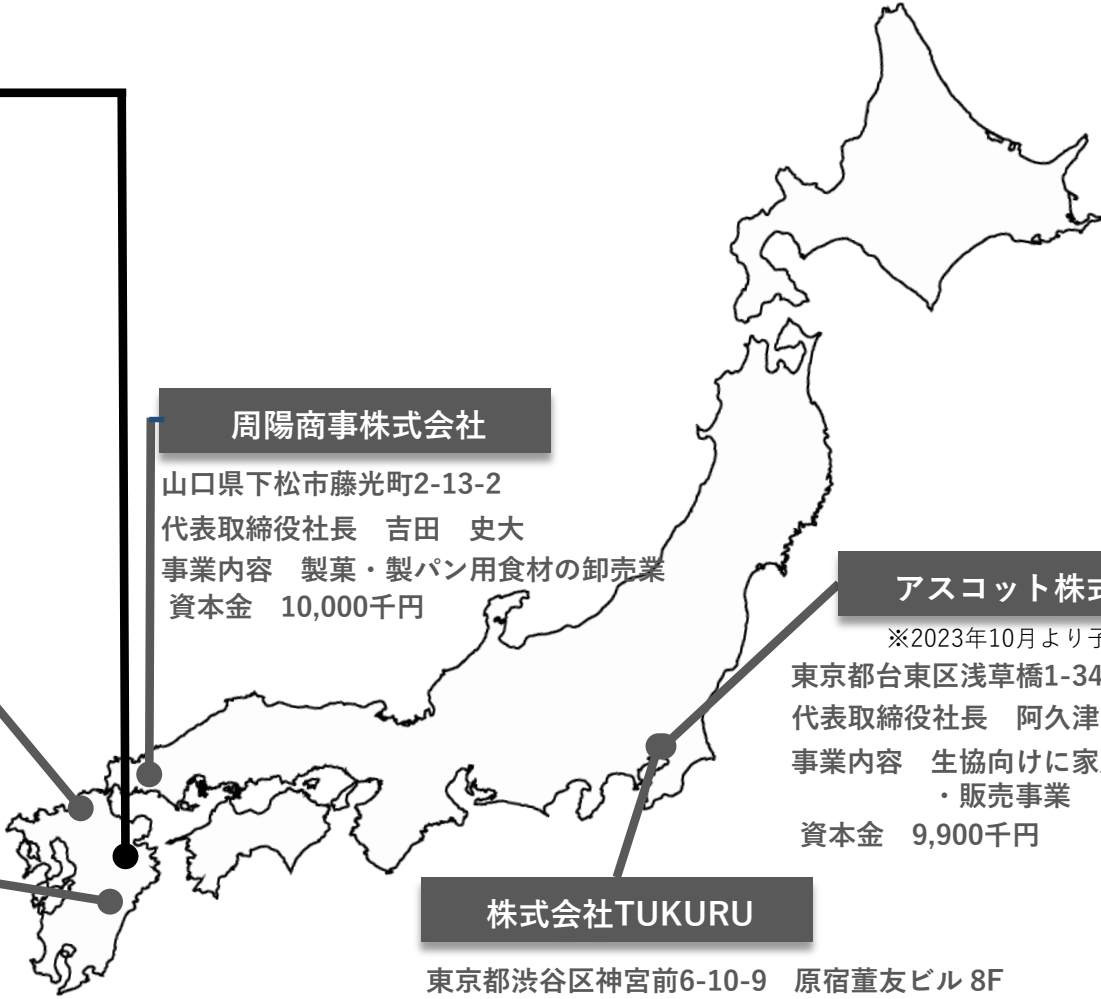 周陽商事株式会社
山口県下松市藤光町2-13-2
代表取締役社長　吉田　史大
事業内容　製菓・製パン用食材の卸売業
資本金　10,000千円
アスコット株式
※2023年10月より子
東京都台東区浅草橋1-34
代表取締役社長　阿久津
事業内容　生協向けに家
・販売事業
資本金　9,900千円
株式会社TUKURU
東京都渋谷区神宮前6-10-9　原宿董友ビル 8F